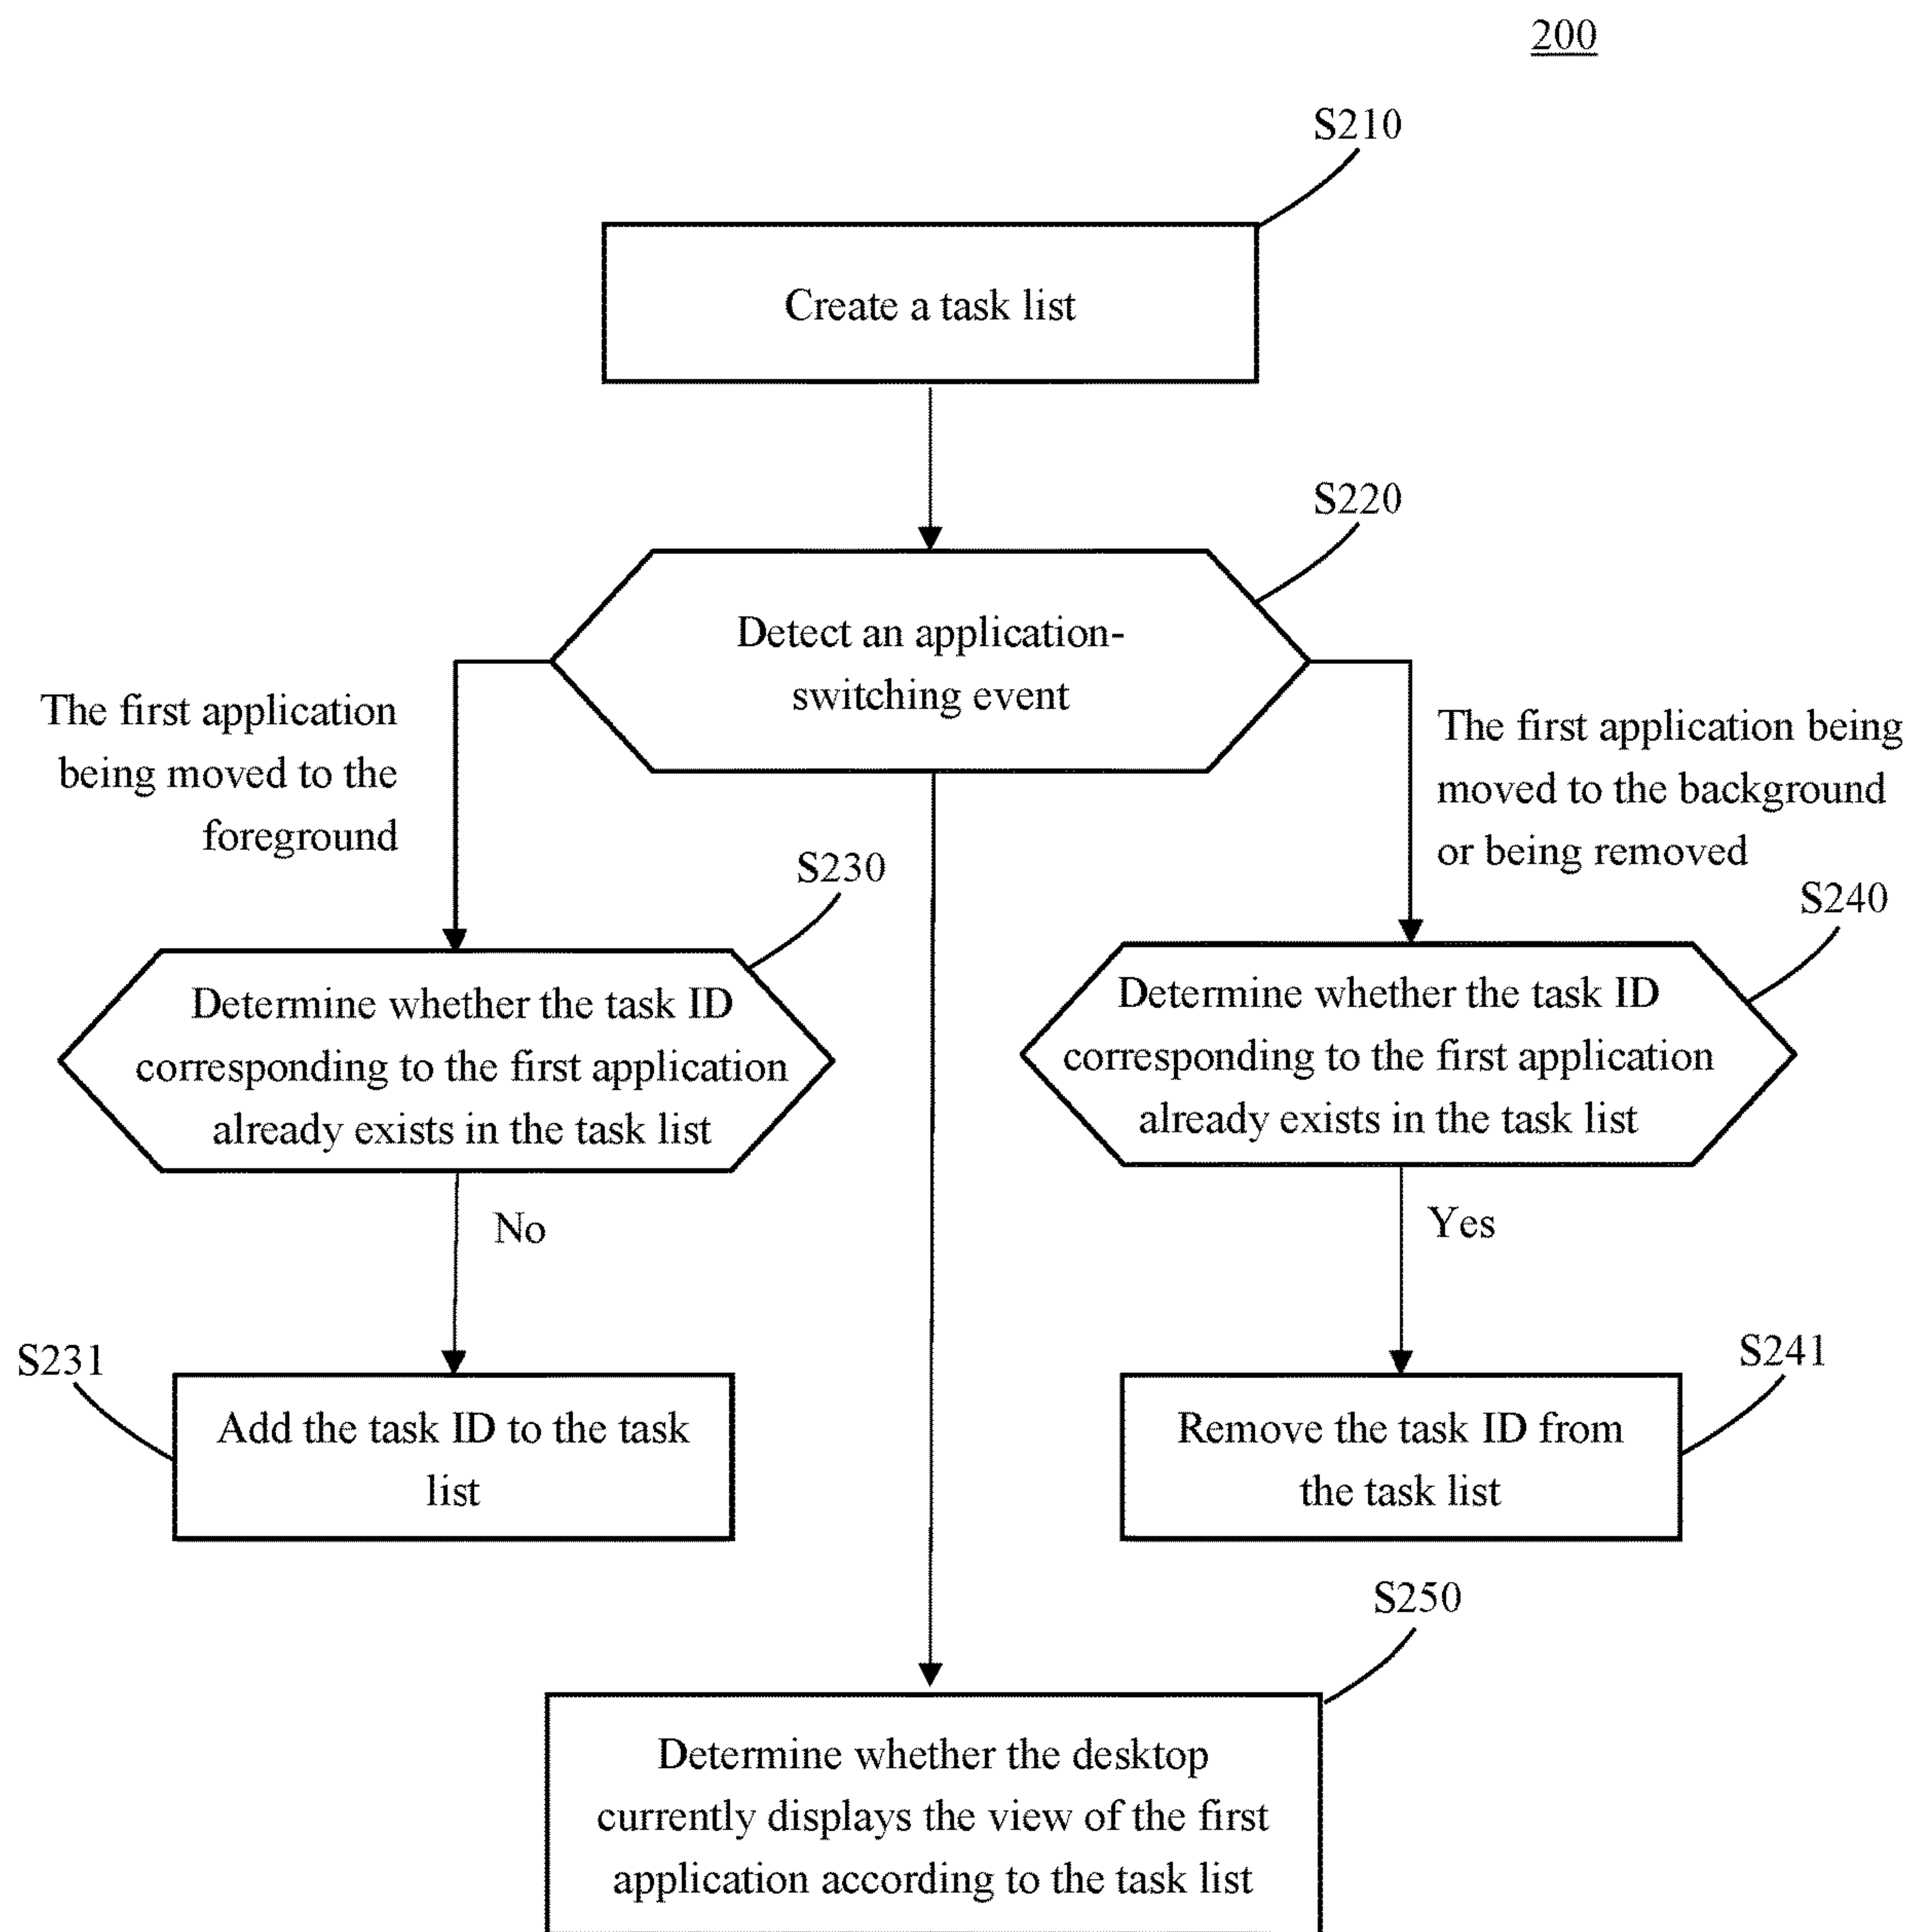 200
S210
Create a task list
S220
Detect an application-
switching event
The first application
being moved to the
foreground
The first application being
moved to the background
or being removed
S230
S240
Determine whether the task ID
corresponding to the first application
already exists in the task list
Determine whether the task ID
corresponding to the first application
already exists in the task list
No
Yes
S231
S241
Add the task ID to the task
list
Remove the task ID from
the task list
S250
Determine whether the desktop
currently displays the view of the first
application according to the task list